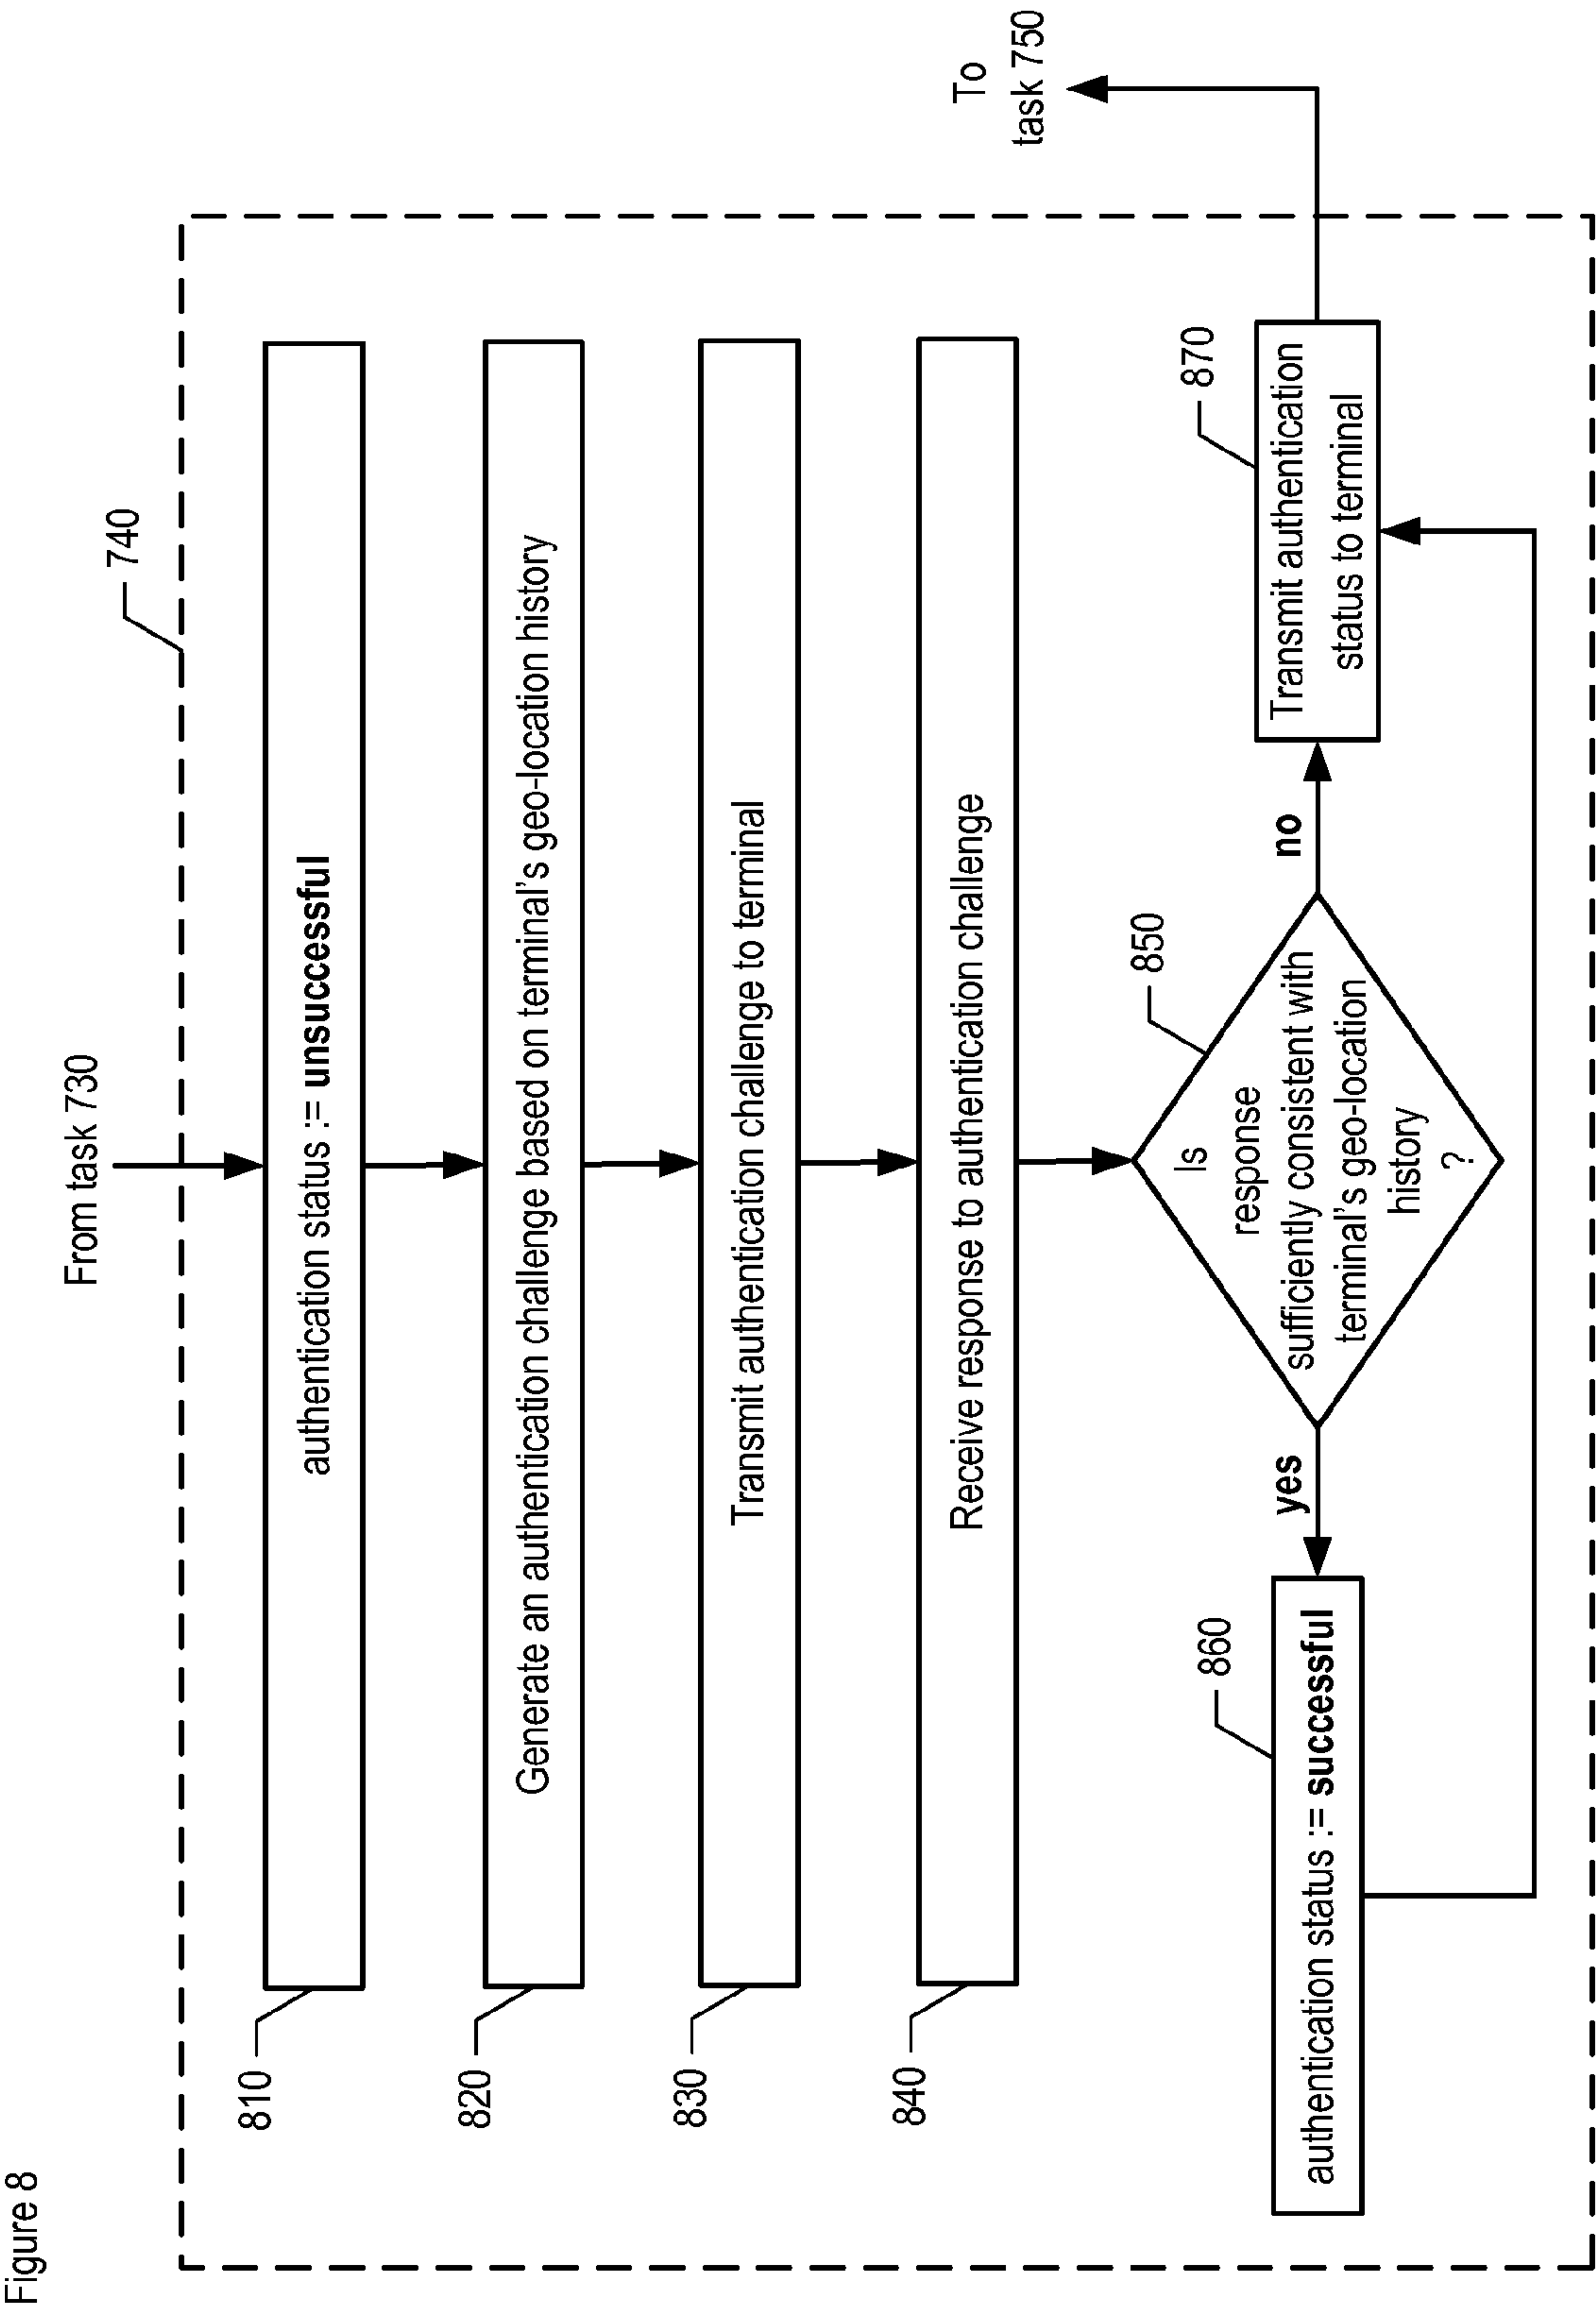 Figure 8
From task 730
740
810
authentication status := unsuccessful
820
Generate an authentication challenge based on terminal's geo-location history
830
Transmit authentication challenge to terminal
840
Receive response to authentication challenge
850
Is
response
sufficiently consistent with
terminal's geo-location
history
?
yes
no
860
authentication status := successful
870
Transmit authentication
status to terminal
To
task 750